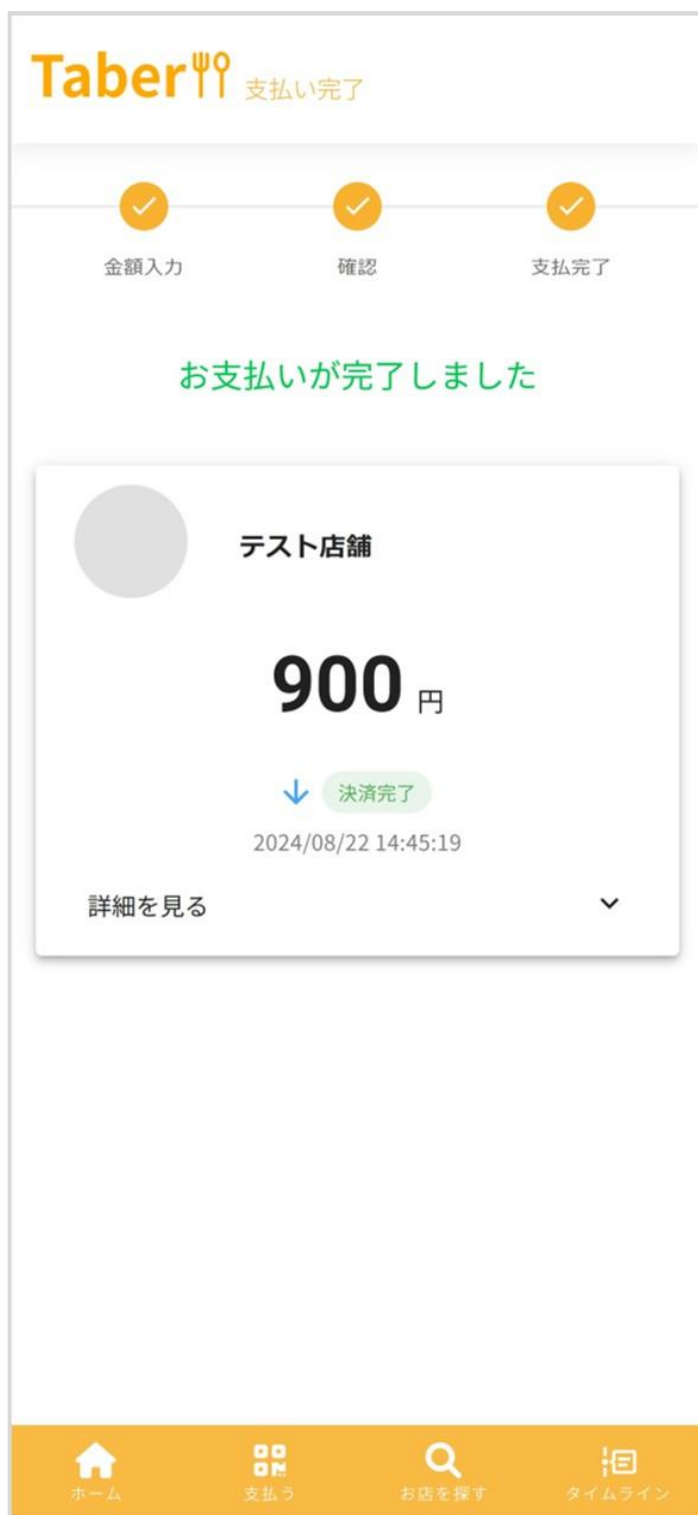 Taber 支払い完了
金額入力 確認 支払完了
お支払いが完了しました
テスト店舗
900 円
決済完了
2024/08/22 14:45:19
詳細を見る
ホーム 支払う お店を探す タイムライン